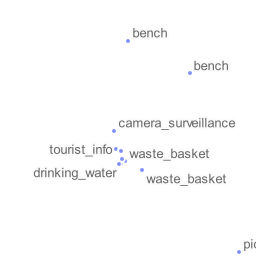 bench
bench
camera_surveillance
tourist_info
waste_basket
drinking_water
waste_basket